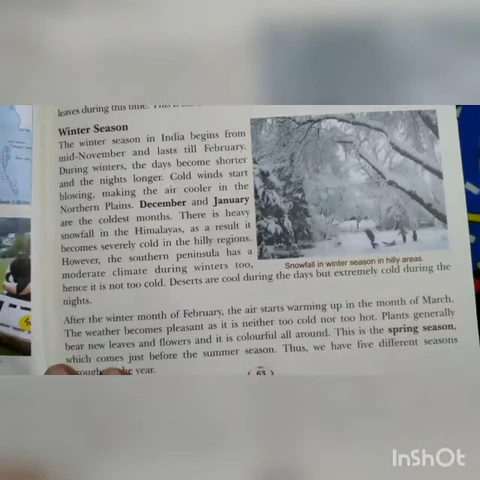 leaves during this time. This is
Winter Season
The winter season in India begins from
mid-November and lasts till February.
During winters, the days become shorter
and the nights longer. Cold winds start
blowing, making the air cooler in the
Northern Plains. December and January
are the coldest months. There is heavy
snowfall in the Himalayas, as a result it
becomes severely cold in the hilly regions.
However, the southern peninsula has a
moderate climate during winters too,
hence it is not too cold. Deserts are cool during the days but extremely cold during the
nights.
Snowfall in winter season in hilly areas.
After the winter month of February, the air starts warming up in the month of March.
The weather becomes pleasant as it is neither too cold nor too hot. Plants generally
bear new leaves and flowers and it is colourful all around. This is the spring season,
which comes just before the summer season. Thus, we have five different seasons
year.
( 63 )
InShOt